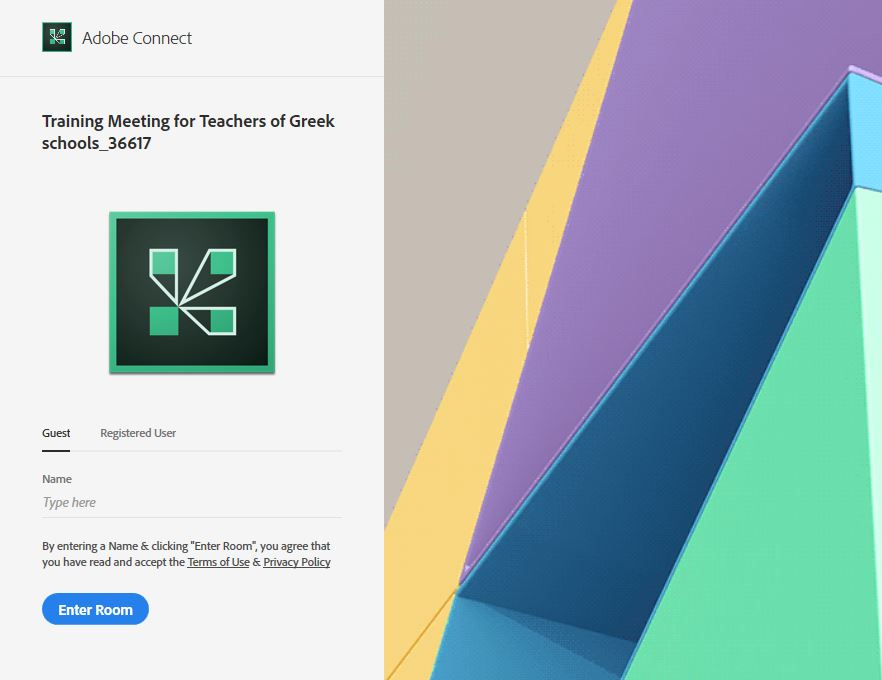 Adobe Connect
Training Meeting for Teachers of Greek
schools_36617
Guest
Registered User
Name
Type here
By entering a Name & clicking "Enter Room", you agree that
you have read and accept the Terms of Use & Privacy Policy
Enter Room